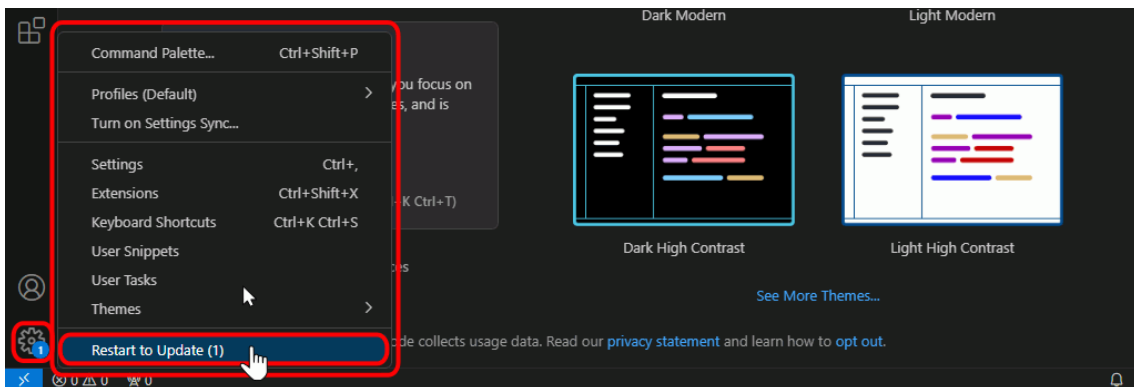 Dark Modern
Light Modern
Command Palette... Ctrl+Shift+P
you focus on
Profiles (Default)
es, and is
Turn on Settings Sync...
Settings Ctrl+,
Extensions Ctrl+Shift+X
Keyboard Shortcuts Ctrl+K Ctrl+S
+K Ctrl+T)
User Snippets
Dark High Contrast
Light High Contrast
User Tasks
See More Themes...
Themes
1
Restart to Update (1)
ode collects usage data. Read our privacy statement and learn how to opt out.
0 0 0